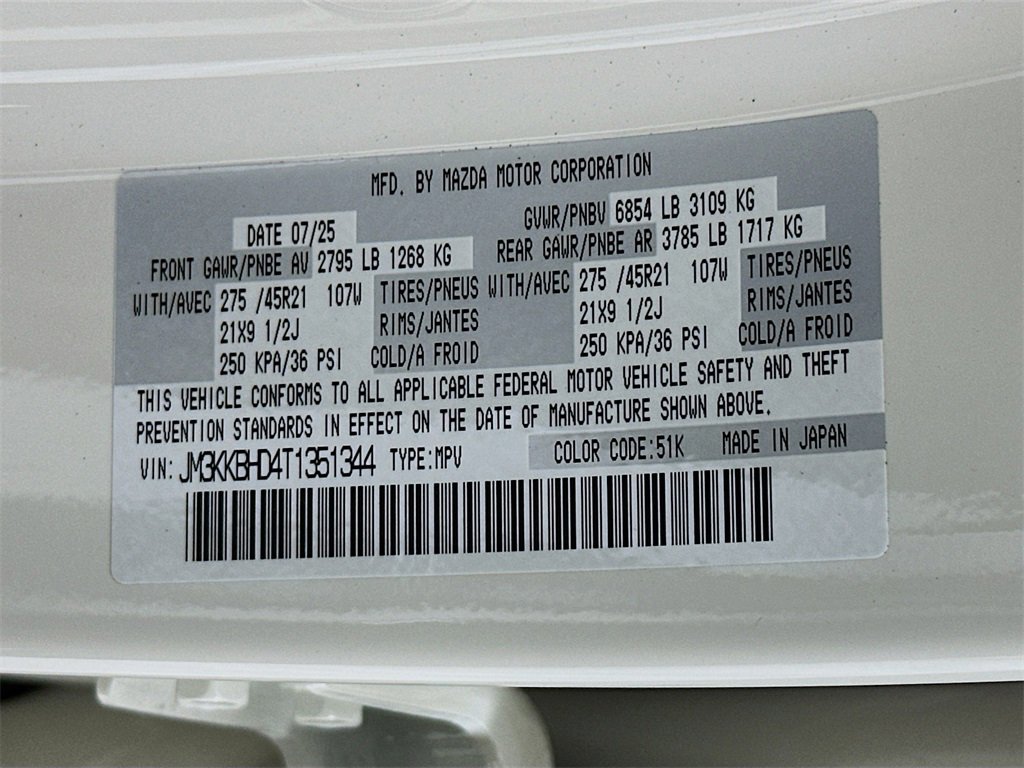 MFD. BY MAZDA MOTOR CORPORATION
DATE 07/25 GVWR/PNBV 6854 LB 3109 KG
FRONT GAWR/PNBE AV 2795 LB 1268 KG REAR GAWR/PNBE AR 3785 LB 1717 KG
WITH/AVEC 275 /45R21 107W TIRES/PNEUS WITH/AVEC 275 /45R21 107W TIRES/PNEUS
21X9 1/2J RIMS/JANTES 21X9 1/2J RIMS/JANTES
250 KPA/36 PSI COLD/A FROID 250 KPA/36 PSI COLD/A FROID
THIS VEHICLE CONFORMS TO ALL APPLICABLE FEDERAL MOTOR VEHICLE SAFETY AND THEFT
PREVENTION STANDARDS IN EFFECT ON THE DATE OF MANUFACTURE SHOWN ABOVE.
VIN: JM3KKBHD4T1351344 TYPE:MPV COLOR CODE:51K MADE IN JAPAN